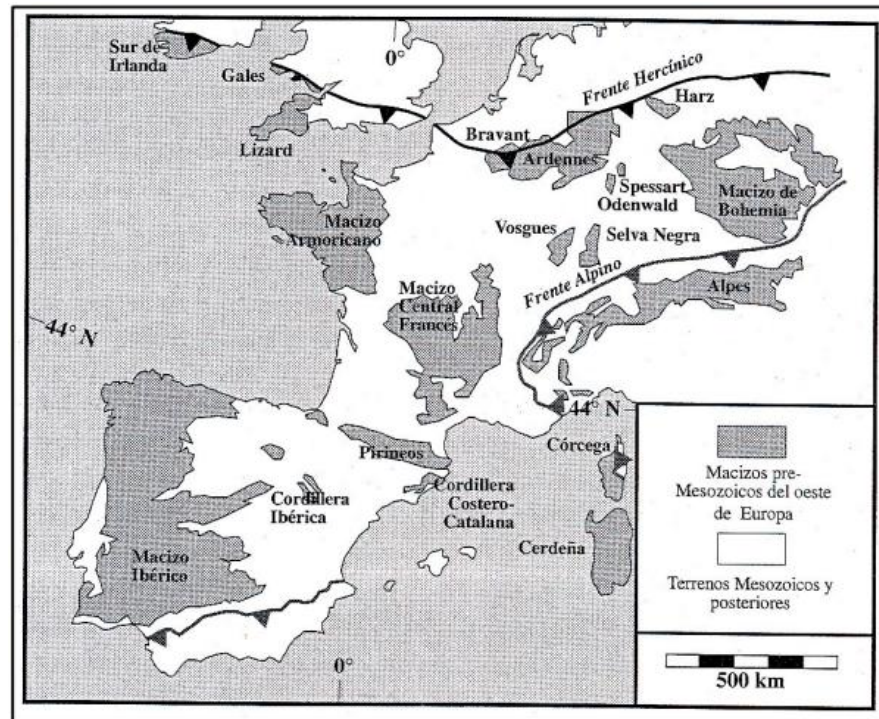 Sur de
Irlanda
0°
Gales
Frente Hercínico
Harz
Lizard
Bravant
Ardennes
Spessart
Odenwald
Macizo de
Bohemia
Macizo
Armoricano
Vosgues
Selva Negra
Frente Alpino
Alpes
Macizo
Central
Frances
44° N
44° N
Pirineos
Córcega
Cordillera
Ibérica
Cordillera
Costero-
Catalana
Cerdeña
Macizo
Ibérico
0°
Macizos pre-
Mesozoicos del oeste
de Europa
Terrenos Mesozoicos y
posteriores
500 km